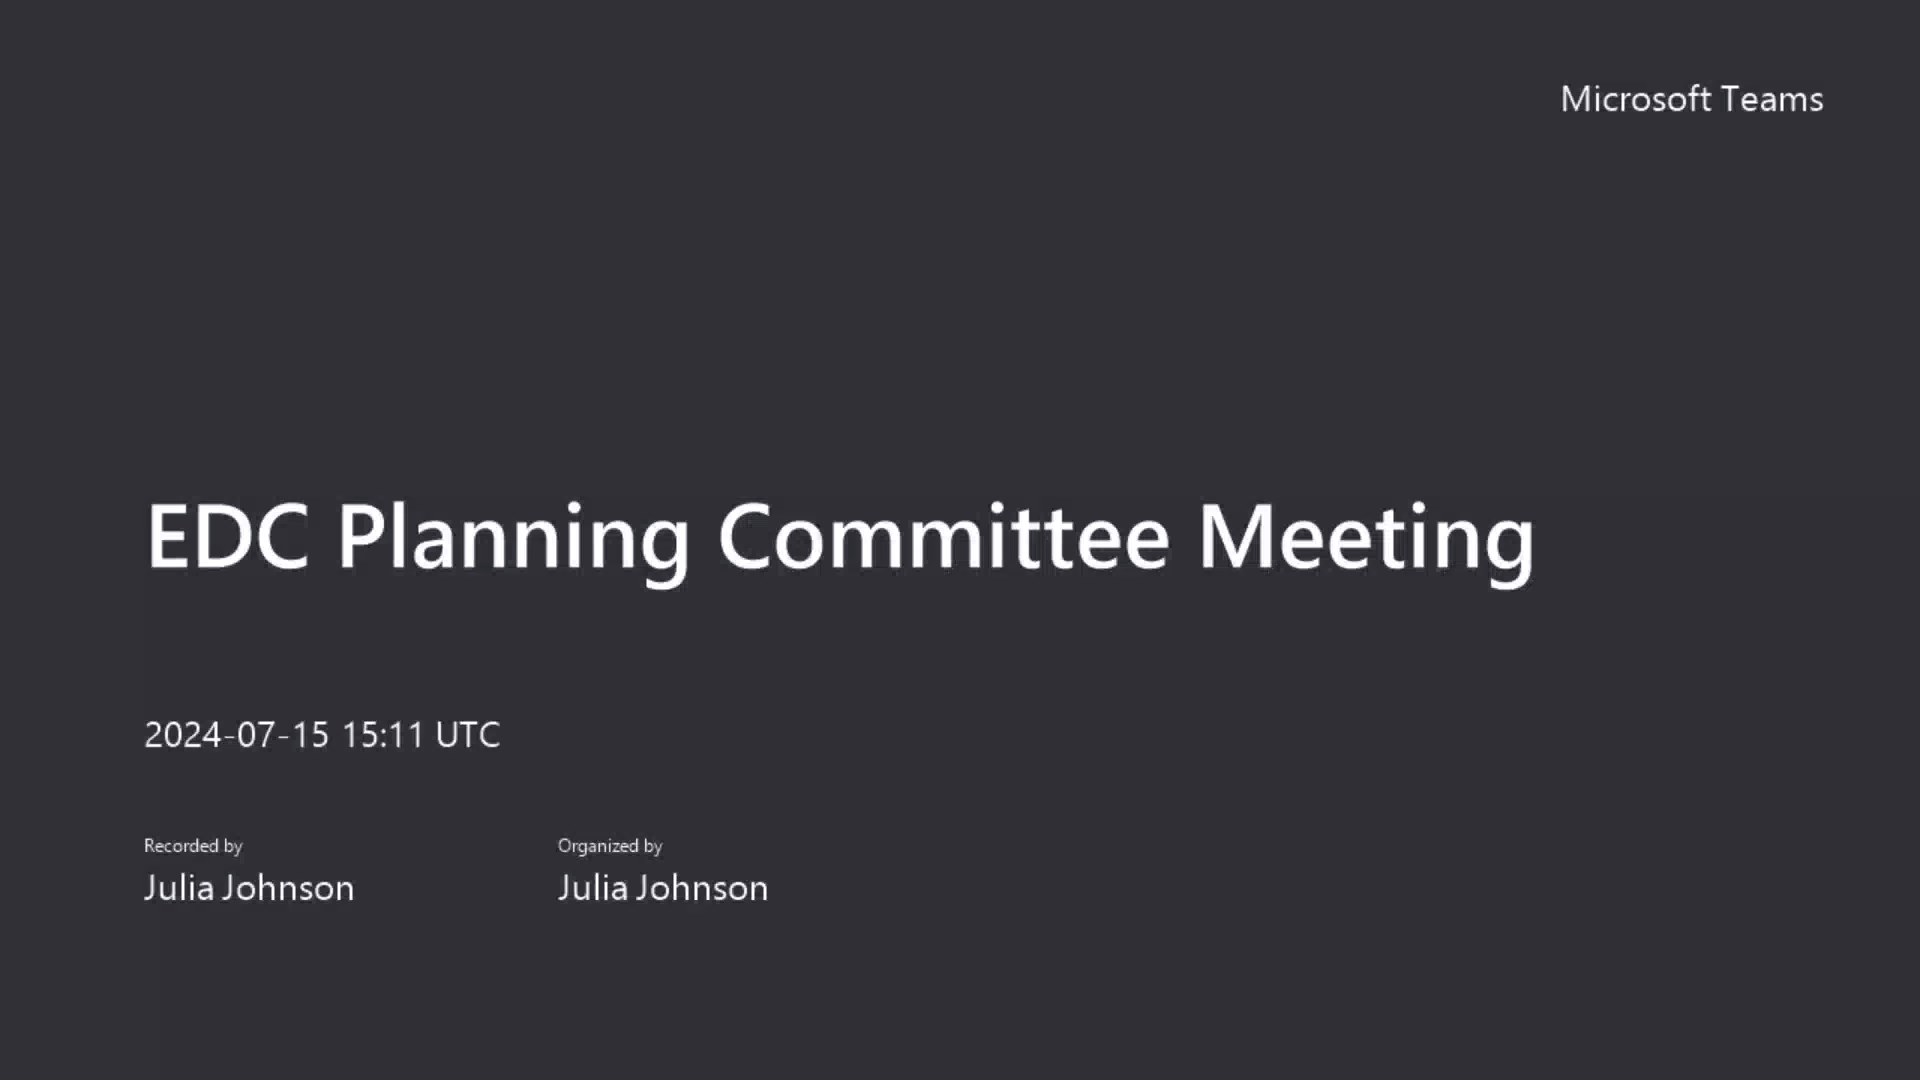 Microsoft Teams
EDC Planning Committee Meeting
2024-07-15 15:11 UTC
Recorded by
Julia Johnson
Organized by
Julia Johnson